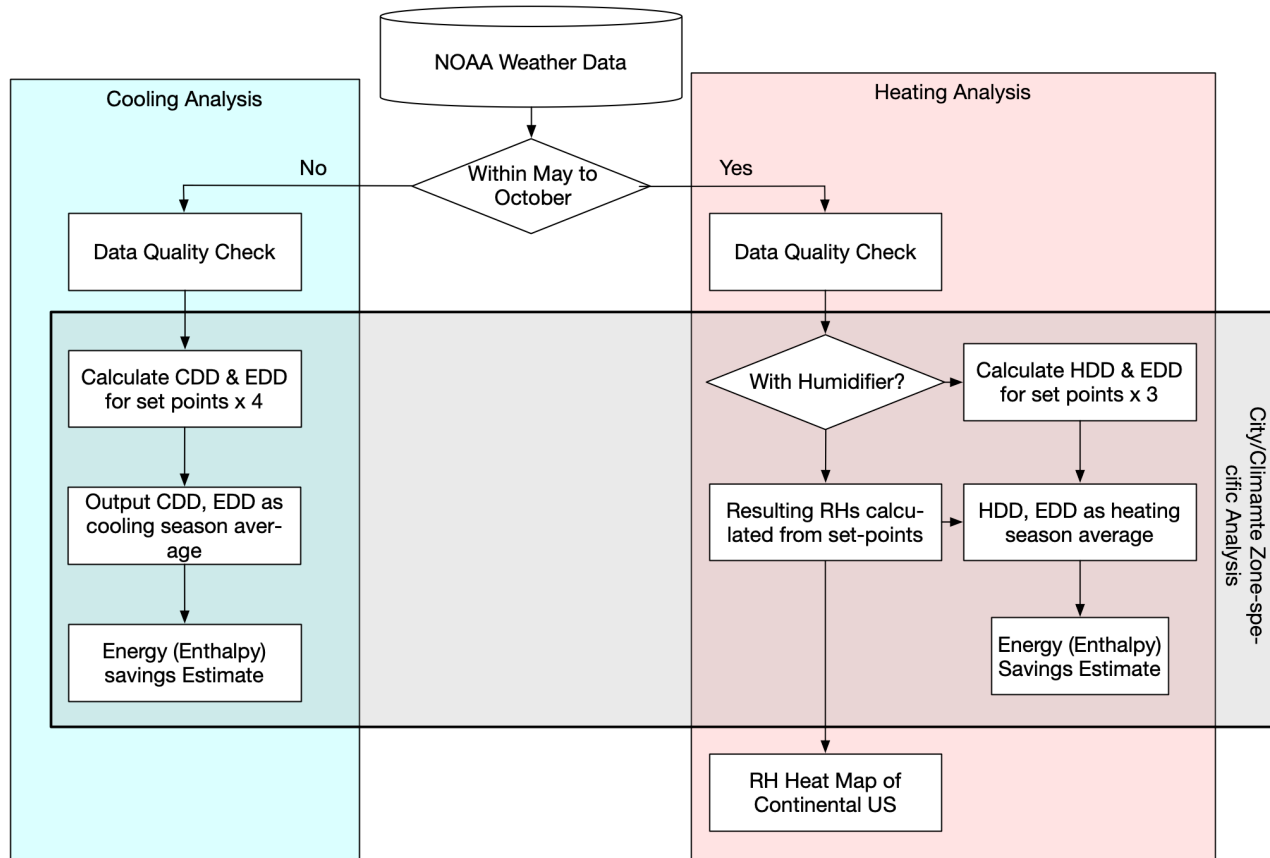 NOAA Weather Data
Cooling Analysis
Heating Analysis
Within May to
October
No
Yes
Data Quality Check
Data Quality Check
Calculate CDD & EDD
for set points x 4
With Humidifier?
Calculate HDD & EDD
for set points x 3
City/Climamte Zone-spe-
cific Analysis
Output CDD, EDD as
cooling season aver-
age
Resulting RHs calcu-
lated from set-points
HDD, EDD as heating
season average
Energy (Enthalpy)
savings Estimate
Energy (Enthalpy)
Savings Estimate
RH Heat Map of
Continental US